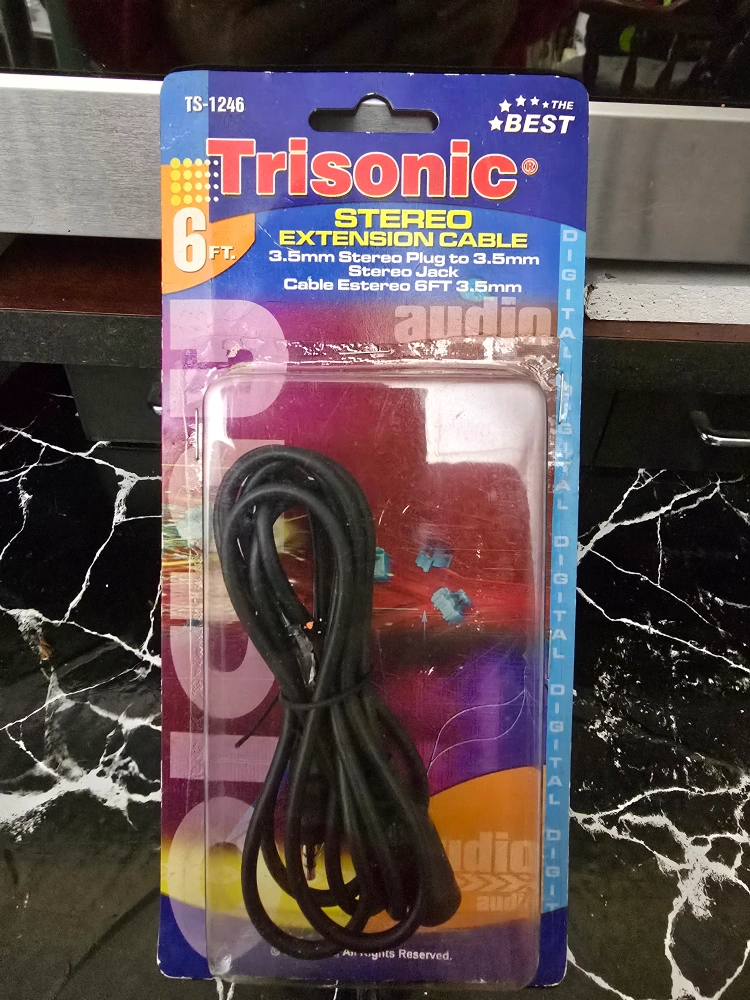 TS-1246
THE
BEST
Trisonic®
6FT.
STEREO
EXTENSION CABLE
3.5mm Stereo Plug to 3.5mm
Stereo Jack
Cable Estereo 6FT 3.5mm
audio
DIGITAL DIGITAL DIGITAL DIGITAL DIGIT
audio
All Rights Reserved.